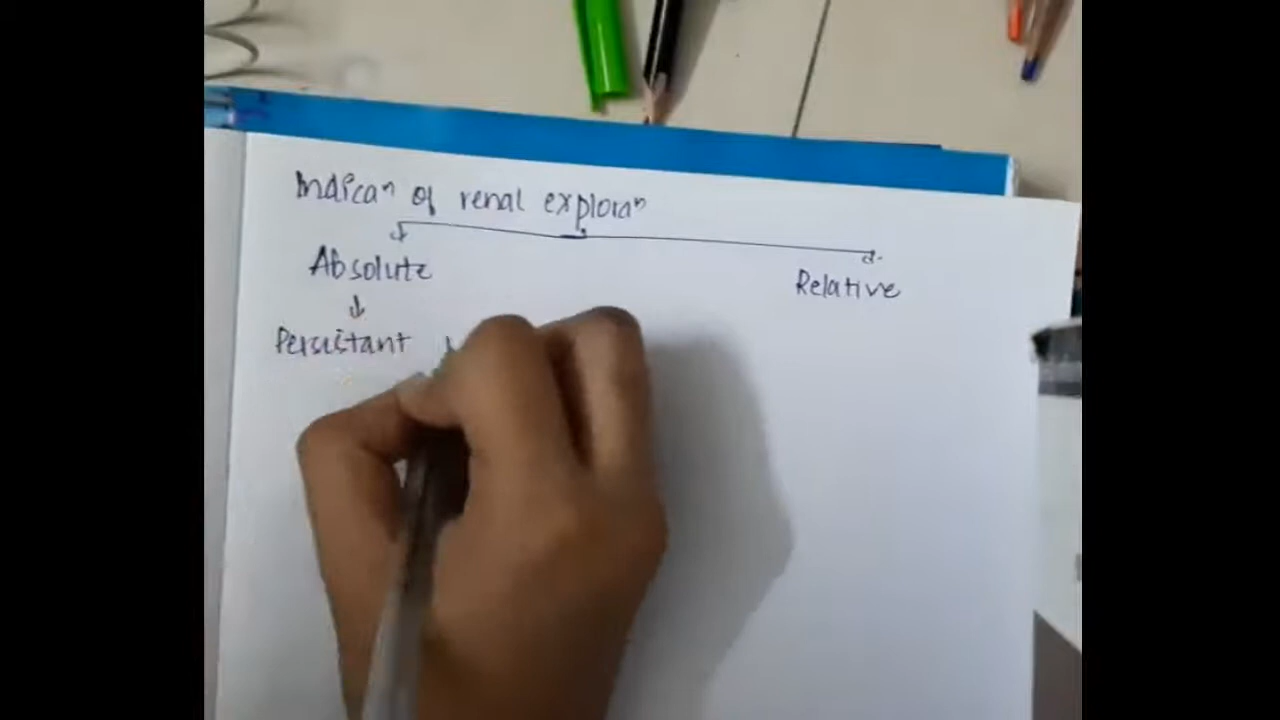 Indicaⁿ of renal exploraⁿ
Absolute
Relative
Persistant